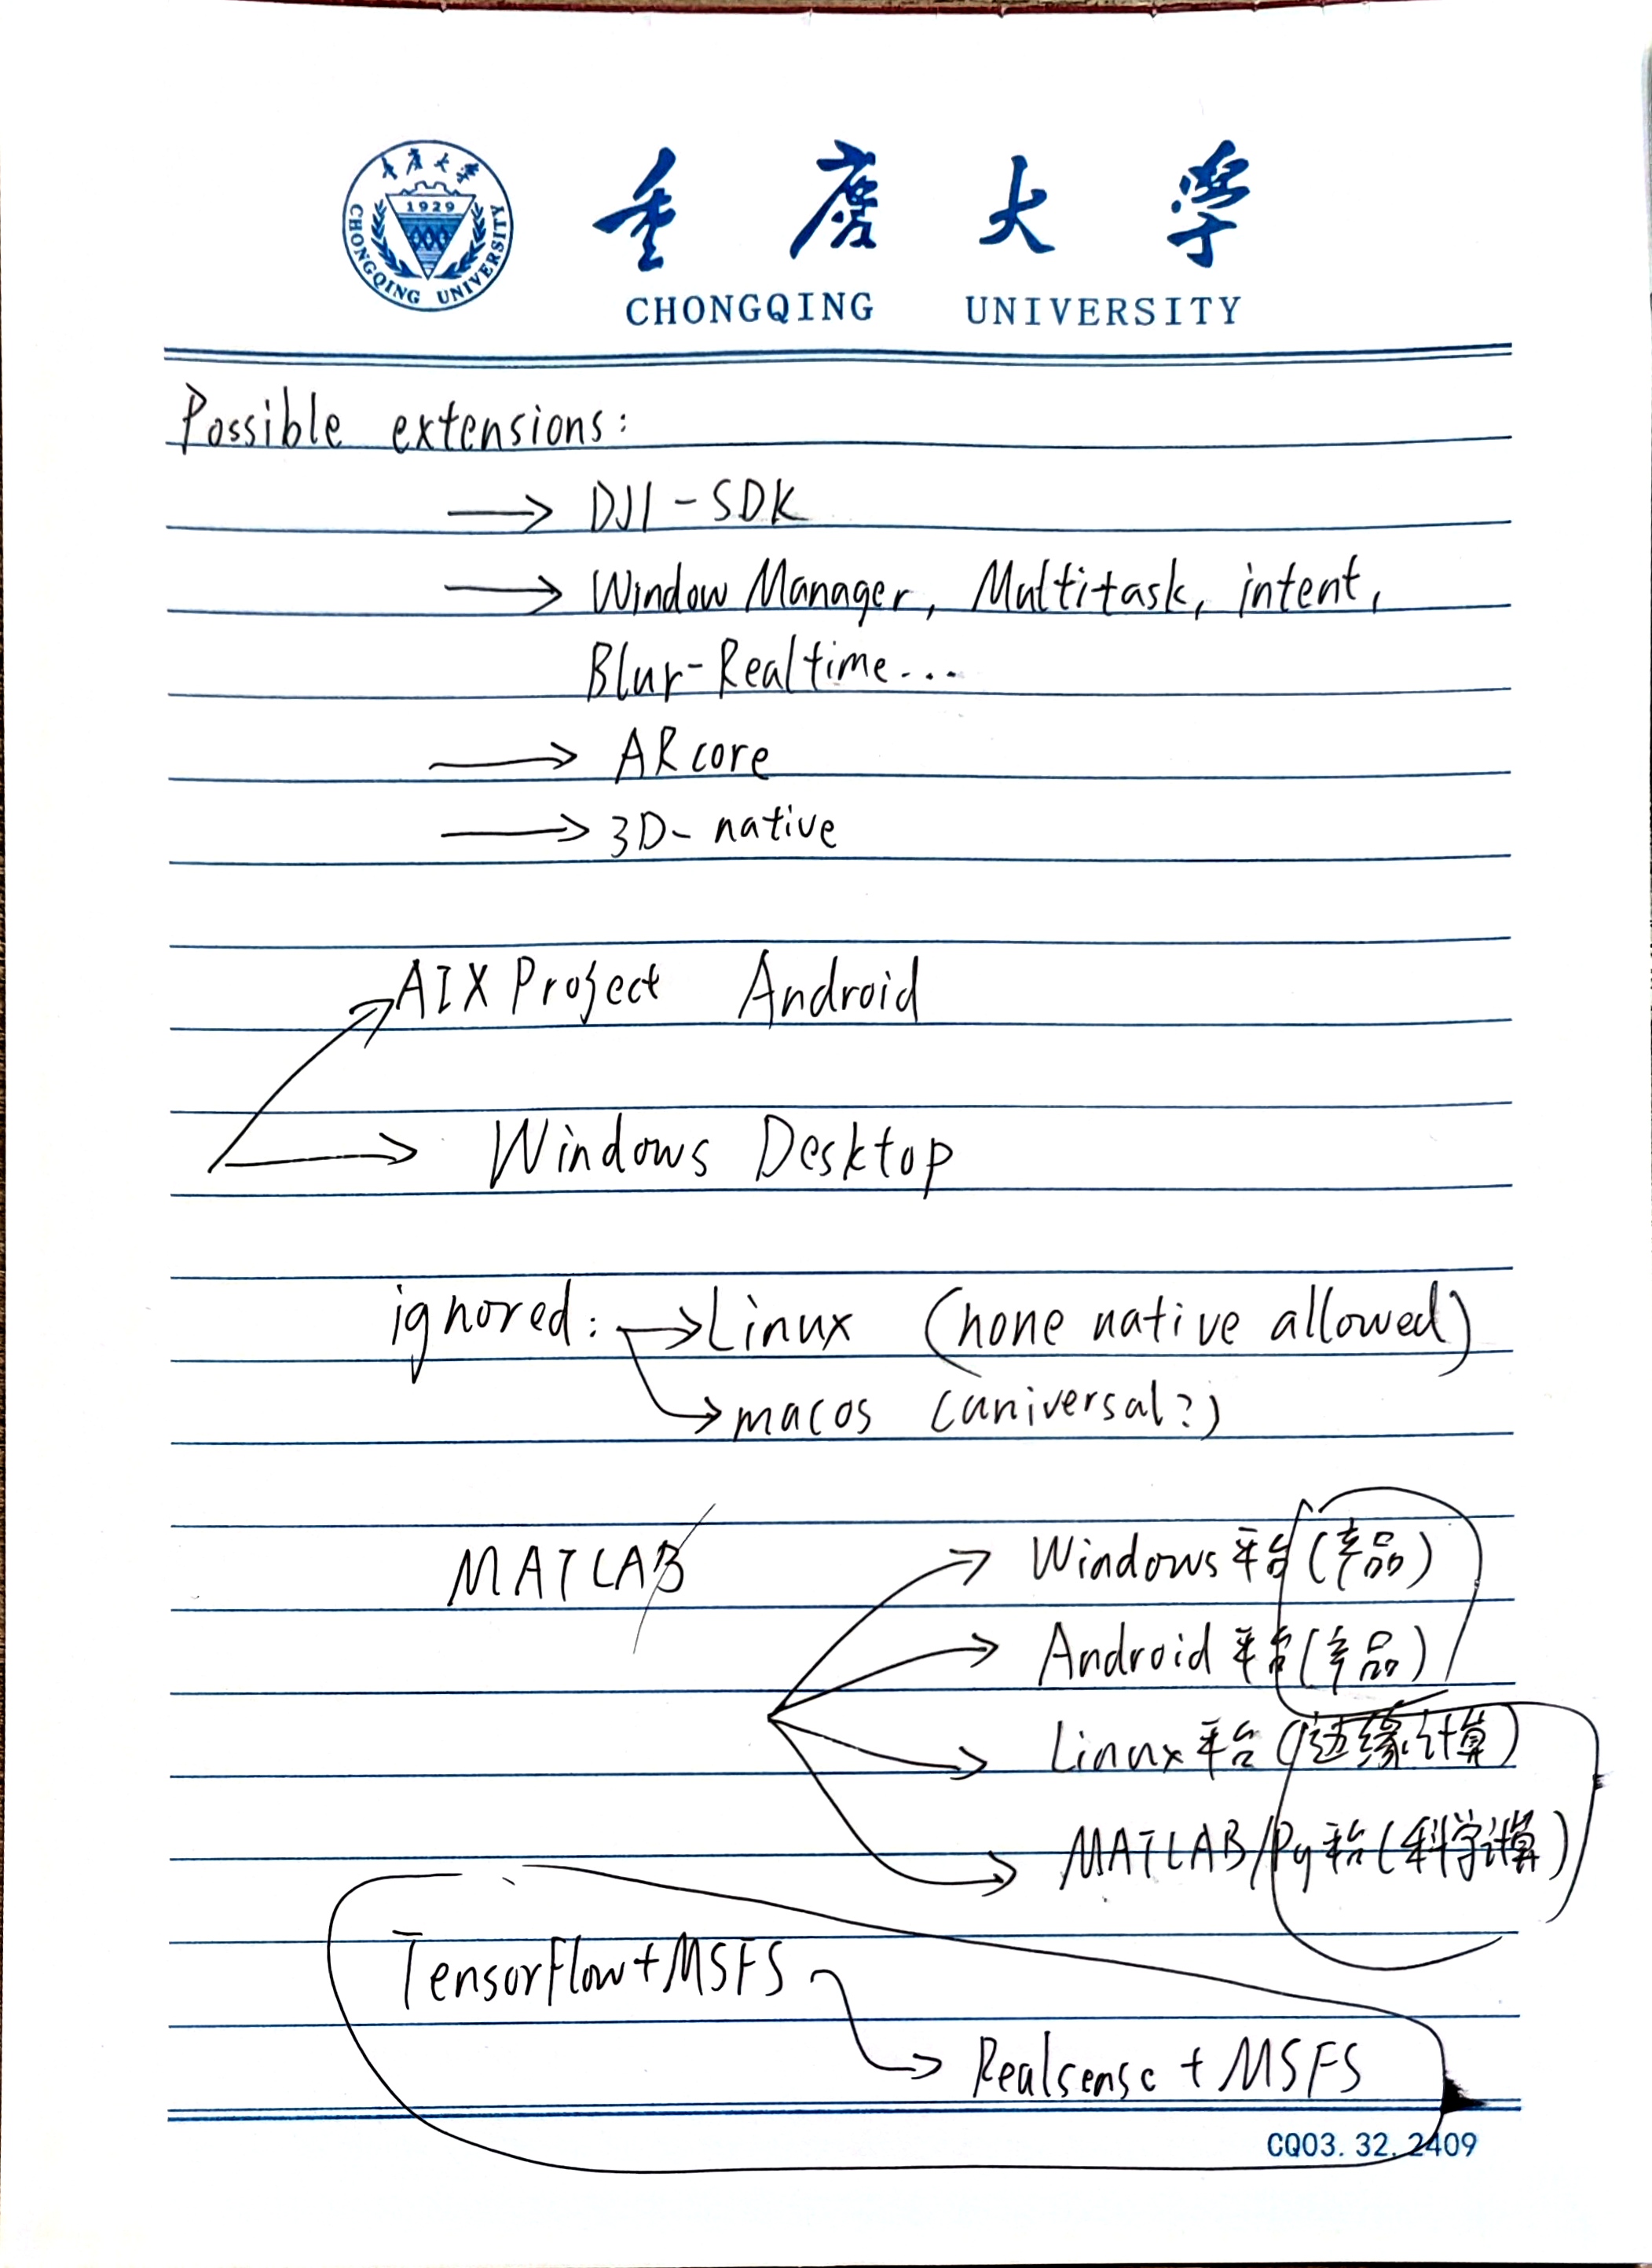 重庆大学
1929
CHONGQING UNIVERSITY
重慶大學
CHONGQING UNIVERSITY
Possible extensions:
→ DJI-SDK
→ Window Manager, Multitask, intent,
Blur-Realtime...
→ ARcore
→ 3D-native
AIX Project Android
→ Windows Desktop
ignored: →Linux (none native allowed)
→macos (universal?)
MATLAB
→ Windows平台(产品)
→ Android平台(产品)
→ Linux平台(边缘计算)
→ MATLAB/Py平台(科学计算)
TensorFlow+MSFS
→ Realsense+MSFS
CQ03.32.2409